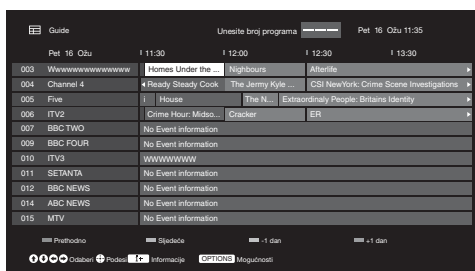 Guide Unesite broj programa Pet 16 Ožu 11:35
Pet 16 Ožu 11:30 12:00 12:30 13:30
003 Wwwwwwwwwwwwww Homes Under the ... Neighbours Afterlife
004 Channel 4 Ready Steady Cook The Jermy Kyle ... CSI NewYork: Crime Scene Investigations
005 Five i House The N... Extraordinaly People: Britains Identity
006 ITV2 Crime Hour: Midso... Cracker ER
007 BBC TWO No Event information
009 BBC FOUR No Event information
010 ITV3 WWWWWWW
011 SETANTA No Event information
012 BBC NEWS No Event information
014 ABC NEWS No Event information
015 MTV No Event information
Prethodno Sljedeće -1 dan +1 dan
Odaberi Podesi Informacije OPTIONS Mogućnosti